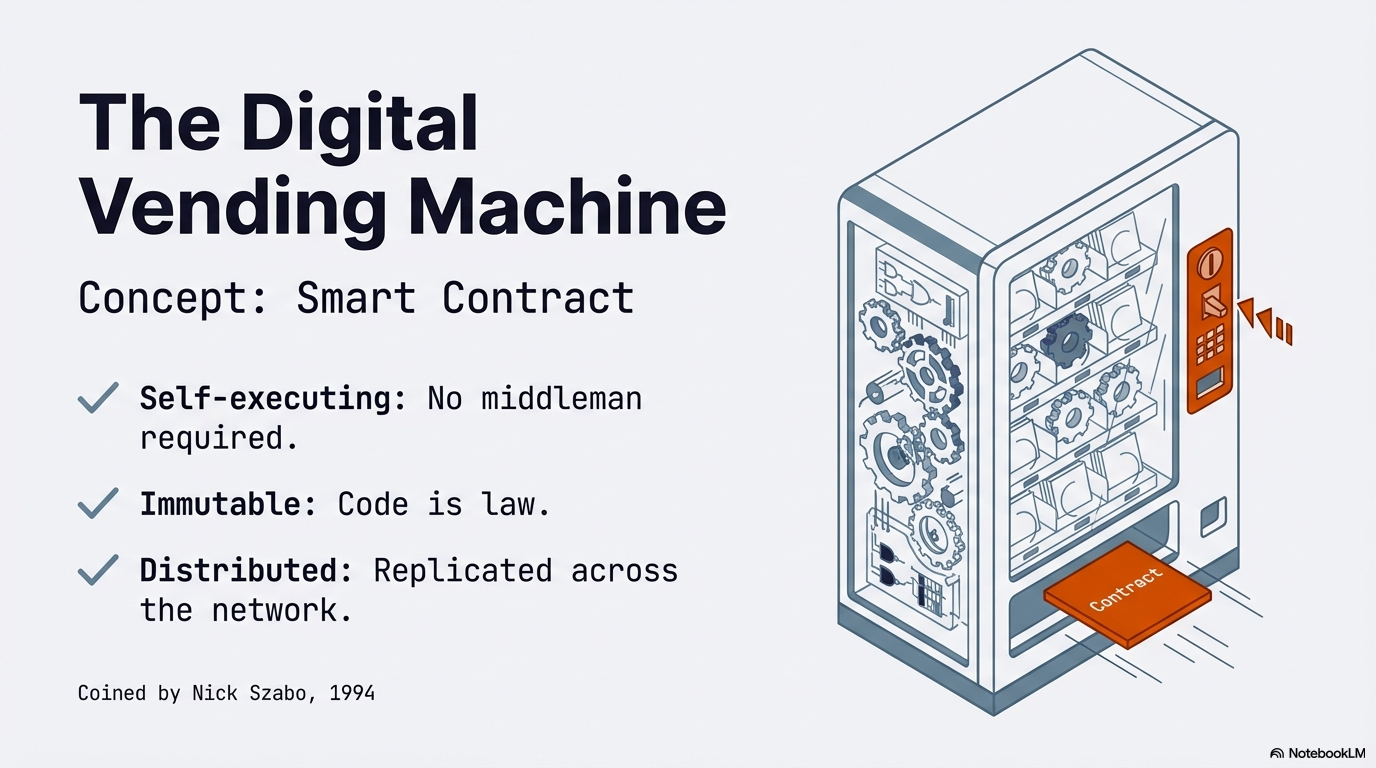 The Digital
Vending Machine
Concept: Smart Contract
Self-executing: No middleman
required.
Immutable: Code is law.
Distributed: Replicated across
the network.
Coined by Nick Szabo, 1994
Contract
NotebookLM